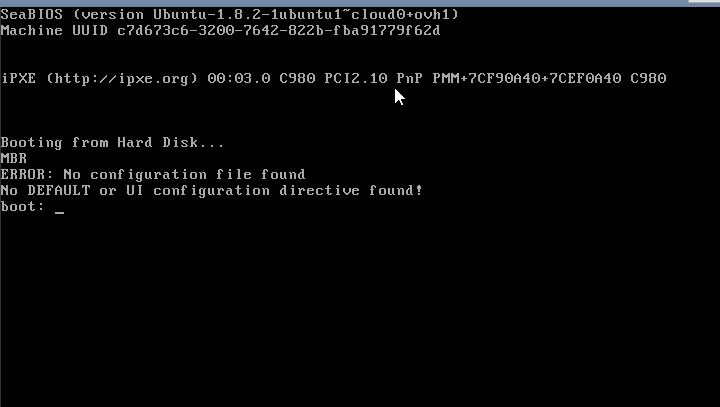 SeaBIOS (version Ubuntu-1.8.2-1ubuntu1~cloud0+ovh1)
Machine UUID c7d673c6-3200-7642-822b-fba91779f62d
iPXE (http://ipxe.org) 00:03.0 C980 PCI2.10 PnP PMM+7CF90A40+7CEF0A40 C980
Booting from Hard Disk...
MBR
ERROR: No configuration file found
No DEFAULT or UI configuration directive found!
boot: _